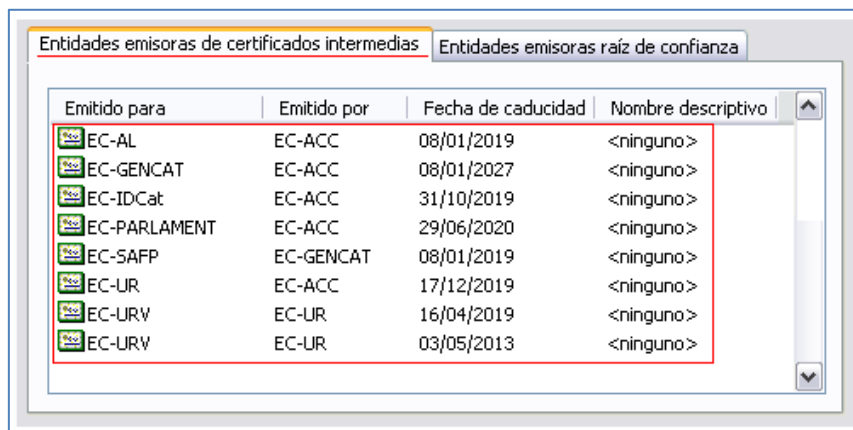 Entidades emisoras de certificados intermedias Entidades emisoras raíz de confianza
Emitido para Emitido por Fecha de caducidad Nombre descriptivo
EC-AL EC-ACC 08/01/2019 <ninguno>
EC-GENCAT EC-ACC 08/01/2027 <ninguno>
EC-IDCat EC-ACC 31/10/2019 <ninguno>
EC-PARLAMENT EC-ACC 29/06/2020 <ninguno>
EC-SAFP EC-GENCAT 08/01/2019 <ninguno>
EC-UR EC-ACC 17/12/2019 <ninguno>
EC-URV EC-UR 16/04/2019 <ninguno>
EC-URV EC-UR 03/05/2013 <ninguno>